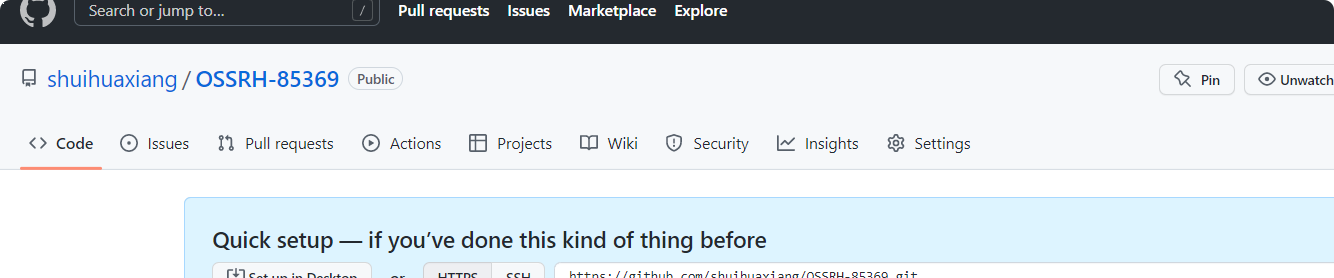 Search or jump to... /
Pull requests Issues Marketplace Explore
shuihuaxiang / OSSRH-85369 Public
Pin Unwatch
Code Issues Pull requests Actions Projects Wiki Security Insights Settings
Quick setup — if you’ve done this kind of thing before
Set up in Desktop or HTTPS SSH https://github.com/shuihuaxiang/OSSRH-85369.git